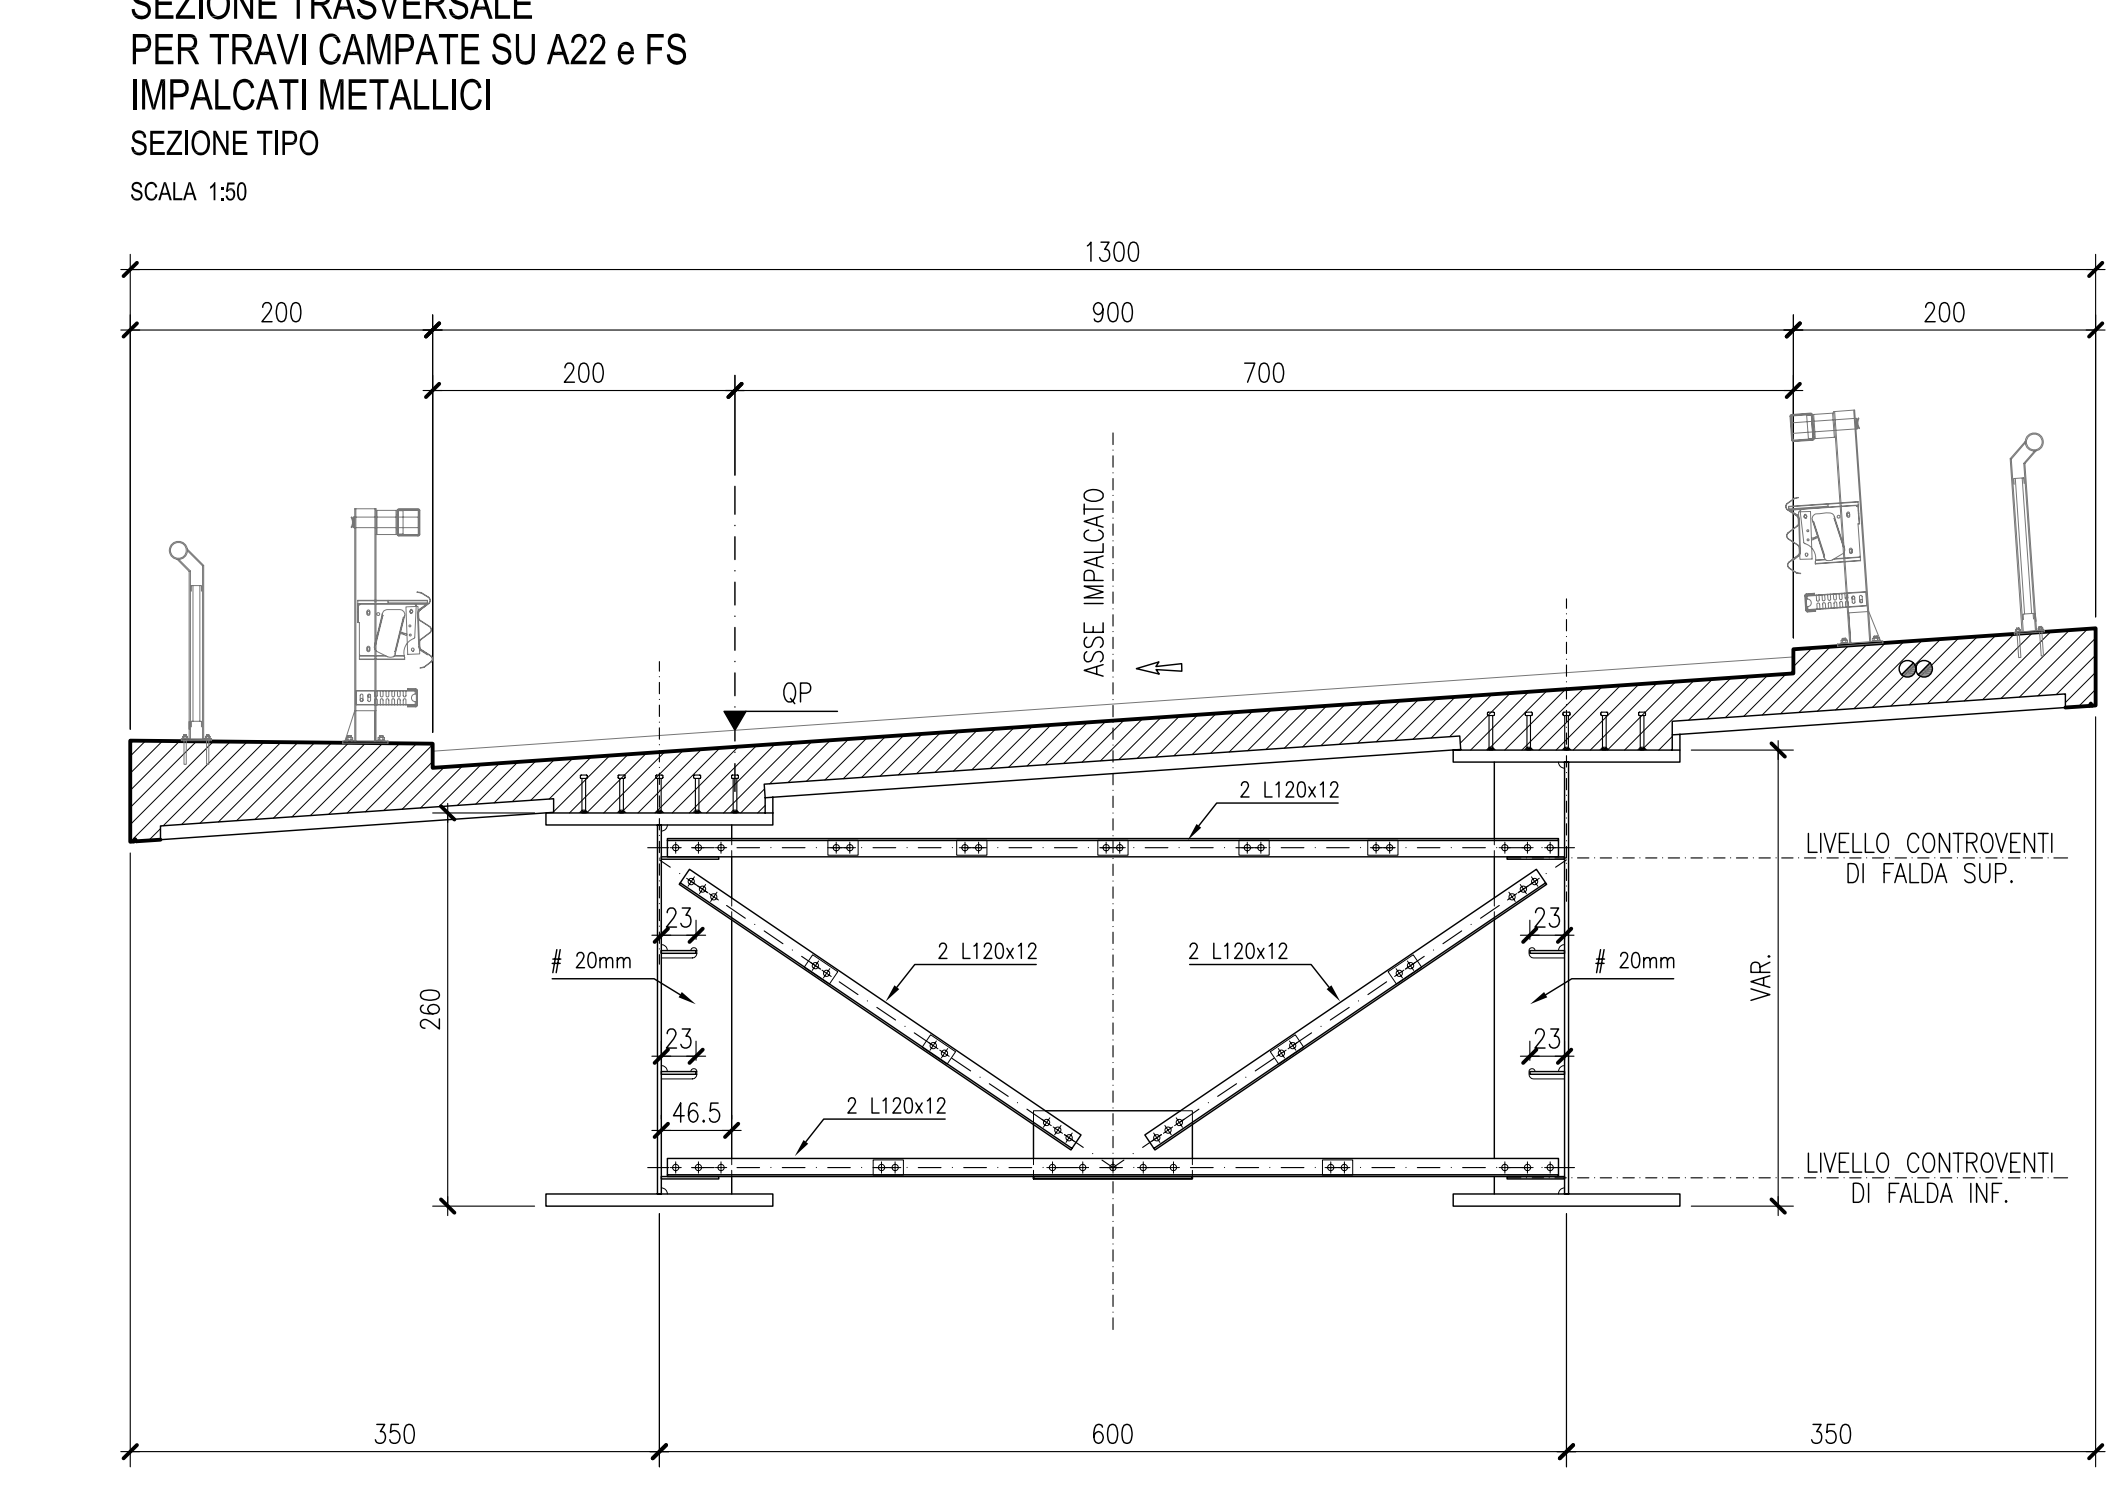 SEZIONE TRASVERSALE
PER TRAVI CAMPATE SU A22 e FS
IMPALCATI METALLICI
SEZIONE TIPO
SCALA 1:50
1300
200
900
200
200
700
ASSE IMPALCATO
QP
2 L120x12
LIVELLO CONTROVENTI
DI FALDA SUP.
23
23
# 20mm
2 L120x12
2 L120x12
# 20mm
260
VAR.
23
23
46.5
2 L120x12
LIVELLO CONTROVENTI
DI FALDA INF.
350
600
350